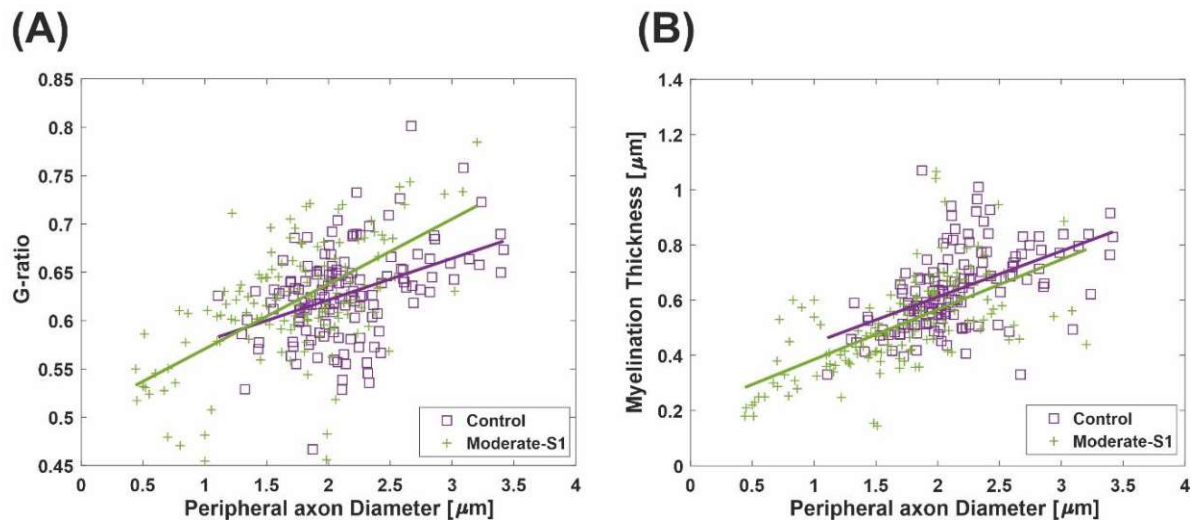 (A)
0.85
0.8
0.75
0.7
0.65
0.6
0.55
0.5
0.45
G-ratio
0 0.5 1 1.5 2 2.5 3 3.5 4
Peripheral axon Diameter [μm]
Control
Moderate-S1
(B)
1.4
1.2
1
0.8
0.6
0.4
0.2
0
Myelination Thickness [μm]
0 0.5 1 1.5 2 2.5 3 3.5 4
Peripheral axon Diameter [μm]
Control
Moderate-S1